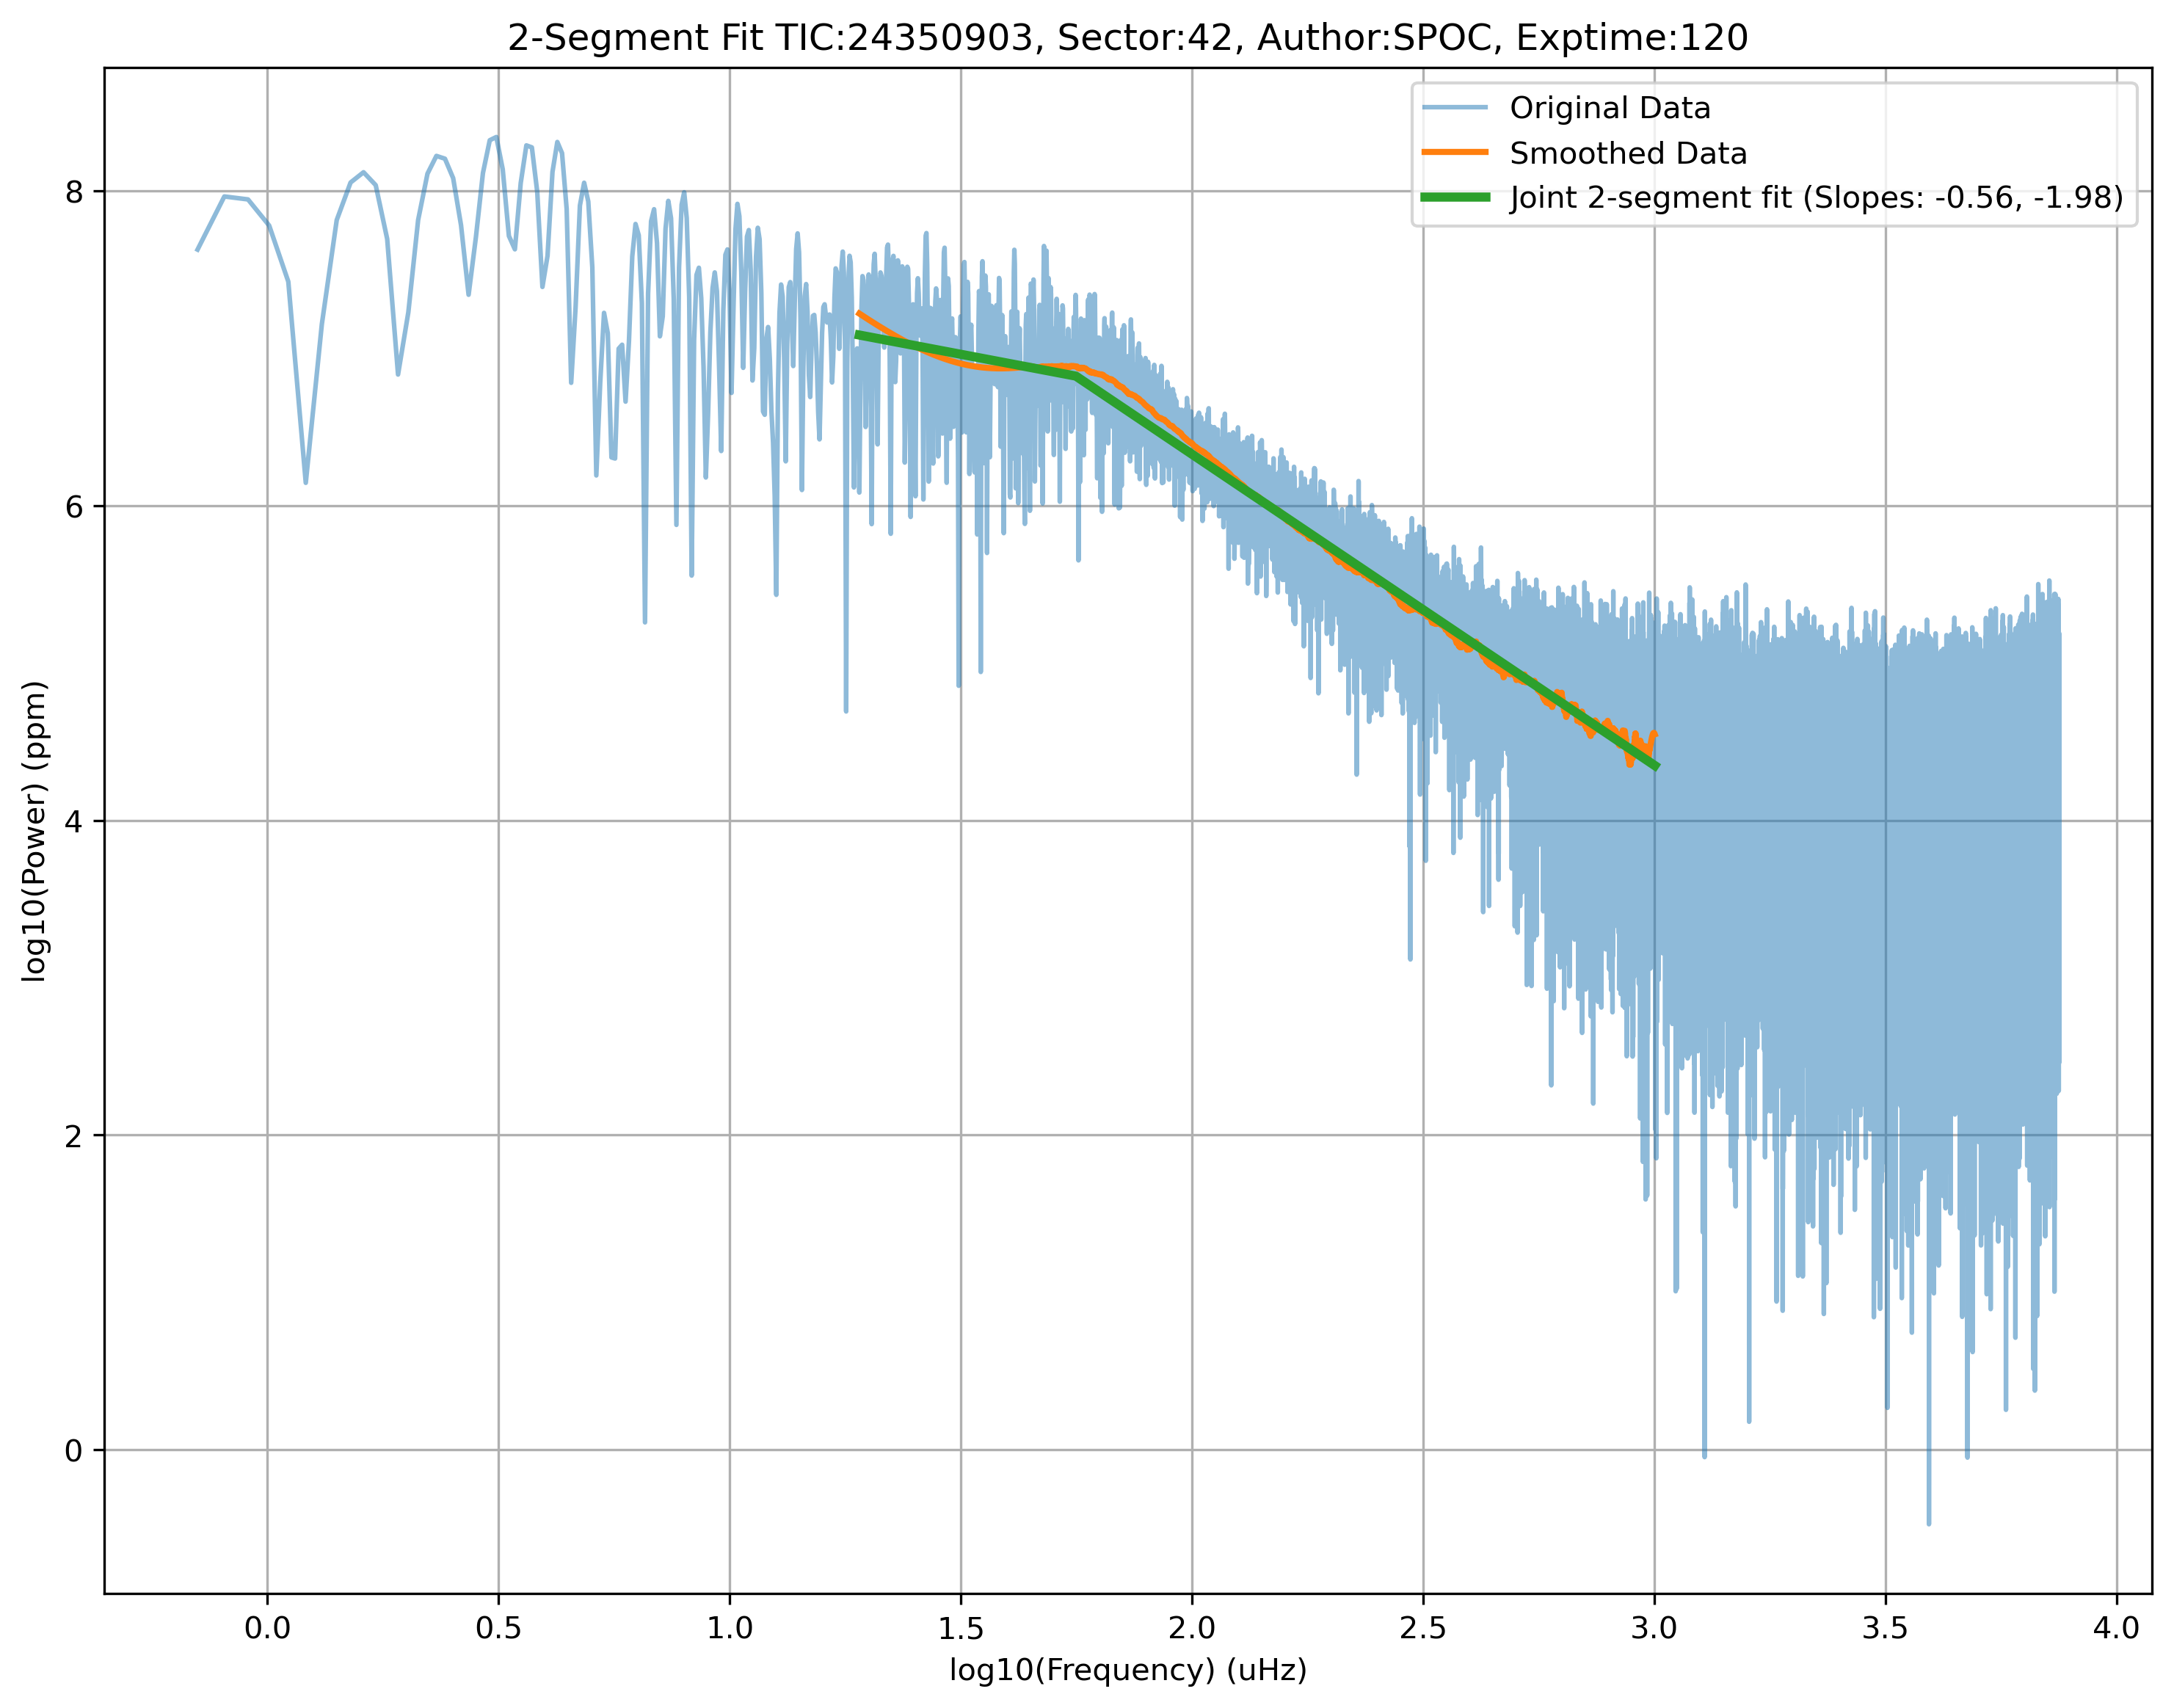 2-Segment Fit TIC:24350903, Sector:42, Author:SPOC, Exptime:120
Original Data
Smoothed Data
Joint 2-segment fit (Slopes: -0.56, -1.98)
log10(Power) (ppm)
8
6
4
2
0
0.0 0.5 1.0 1.5 2.0 2.5 3.0 3.5 4.0
log10(Frequency) (uHz)